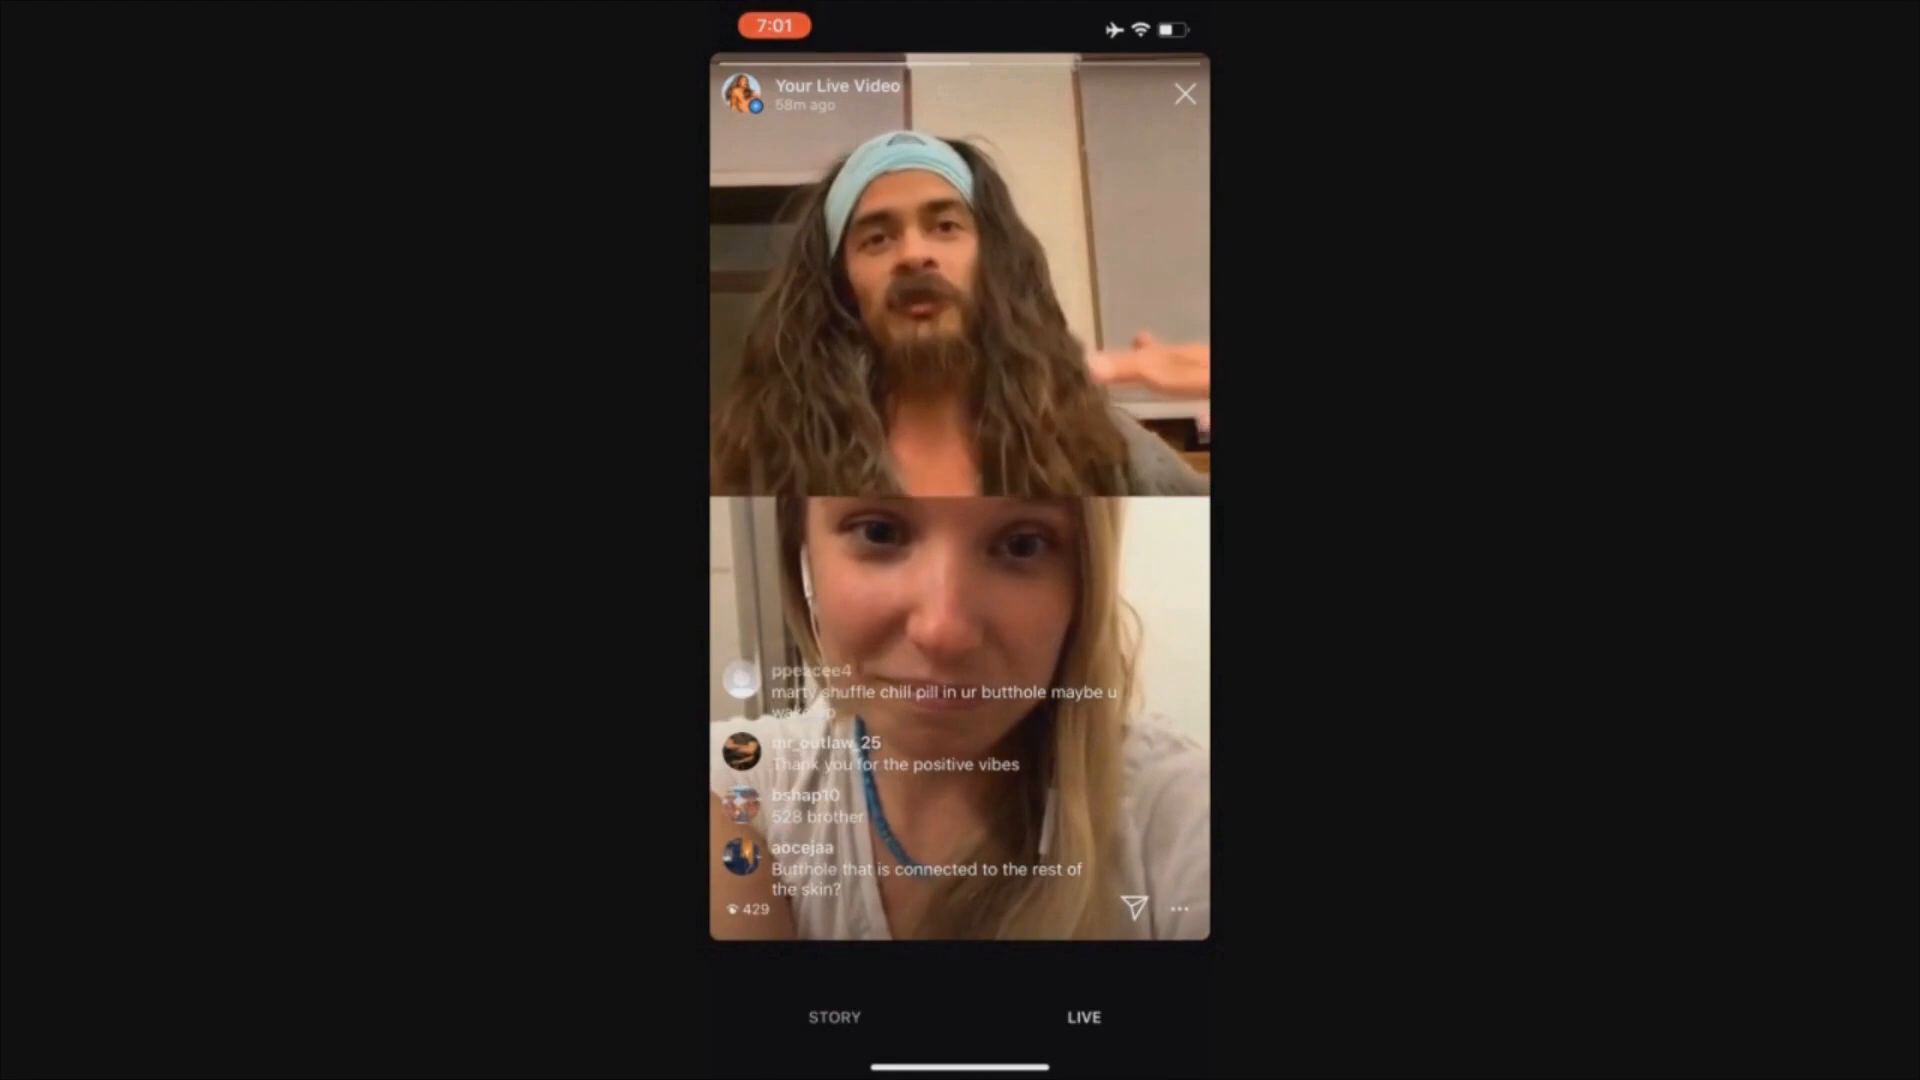 7:01
Your Live Video
58m ago
ppeacee4
marty shuffle chill pill in ur butthole maybe u
wake up
mr_outlaw_25
Thank you for the positive vibes
bshap10
528 brother
aocejaa
Butthole that is connected to the rest of
the skin?
429
STORY
LIVE